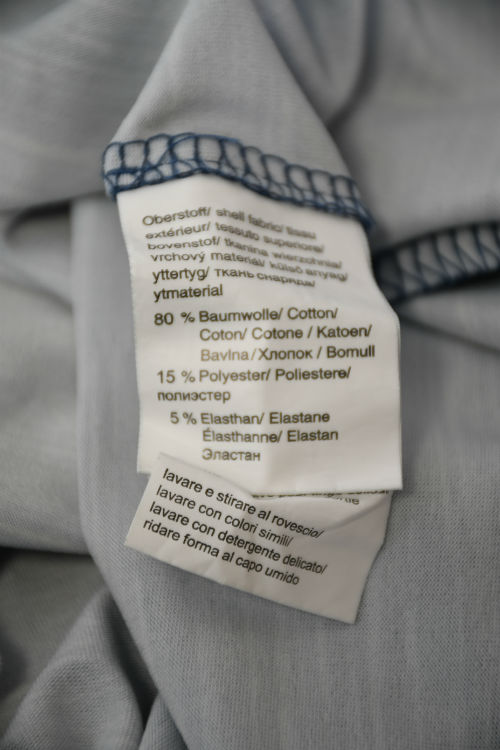 Oberstoff/ shell fabric/ tissu
extérieur/ tessuto superiore/
bovenstof/ tkanina wierzchnia/
vrchový materiál/ külső anyag/
yttertyg/ ткань снаружи/
ytmaterial
80 % Baumwolle/ Cotton/
Coton/ Cotone / Katoen/
Bavlna/Хлопок / Bomull
15 % Polyester/ Poliestere/
полиэстер
5 % Elasthan/ Elastane
Élasthanne/ Elastan
Эластан
lavare e stirare al rovescio/
lavare con colori simili/
lavare con detergente delicato/
ridare forma al capo umido